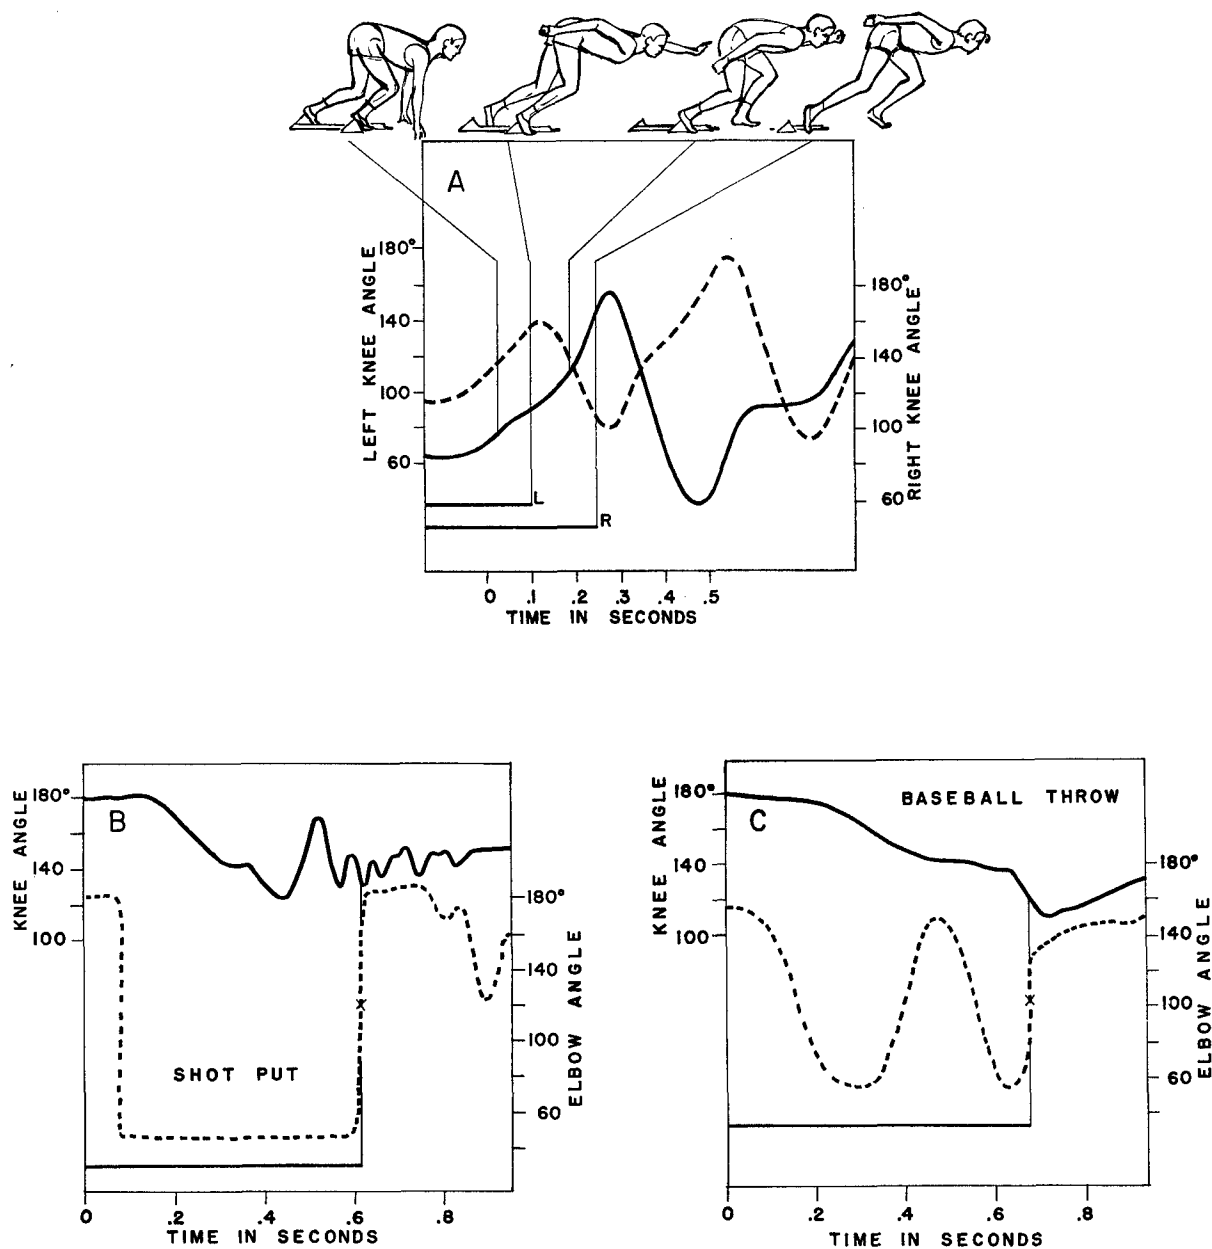 A
180°
140
100
60
LEFT KNEE ANGLE
180°
140
100
60
RIGHT KNEE ANGLE
L
R
0 .1 .2 .3 .4 .5
TIME IN SECONDS
B
180°
140
100
KNEE ANGLE
180°
140
100
60
ELBOW ANGLE
SHOT PUT
0 .2 .4 .6 .8
TIME IN SECONDS
C
BASEBALL THROW
180°
140
100
KNEE ANGLE
180°
140
100
60
ELBOW ANGLE
0 .2 .4 .6 .8
TIME IN SECONDS